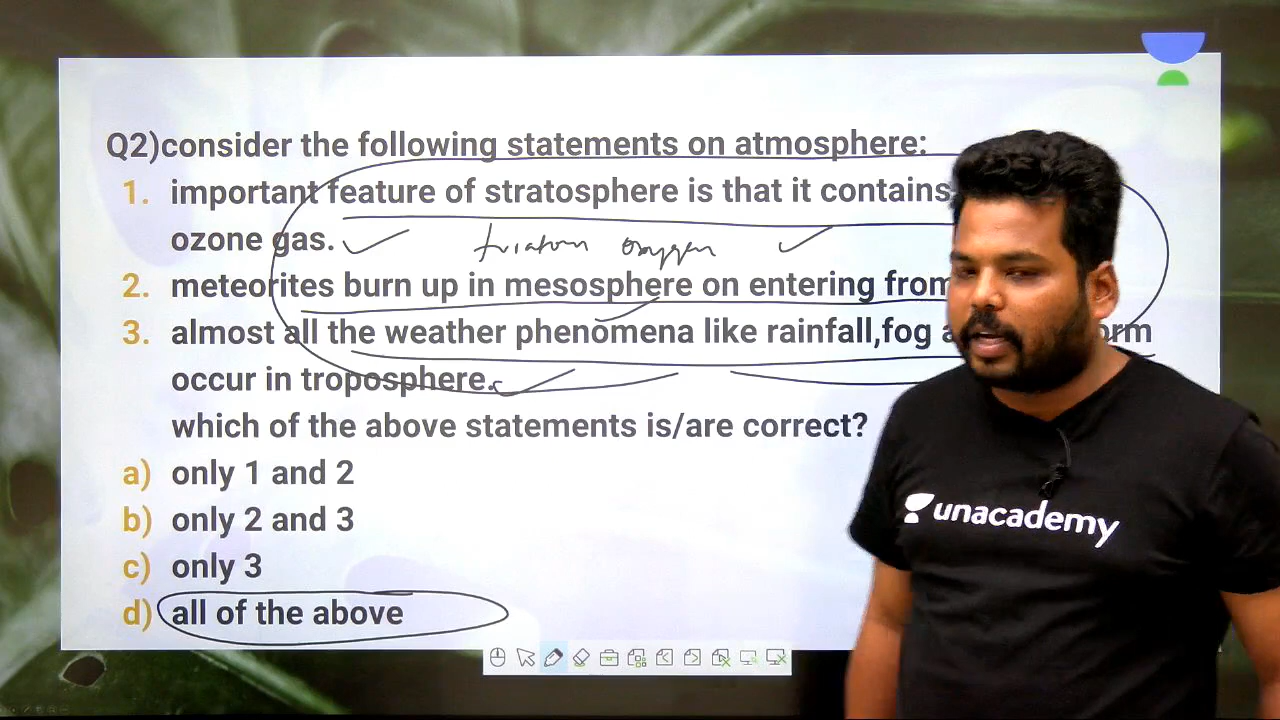 Q2)consider the following statements on atmosphere:
1. important feature of stratosphere is that it contains
ozone gas.
triatom oxygen
2. meteorites burn up in mesosphere on entering from
3. almost all the weather phenomena like rainfall,fog
occur in troposphere.
which of the above statements is/are correct?
a) only 1 and 2
b) only 2 and 3
c) only 3
d) all of the above
unacademy